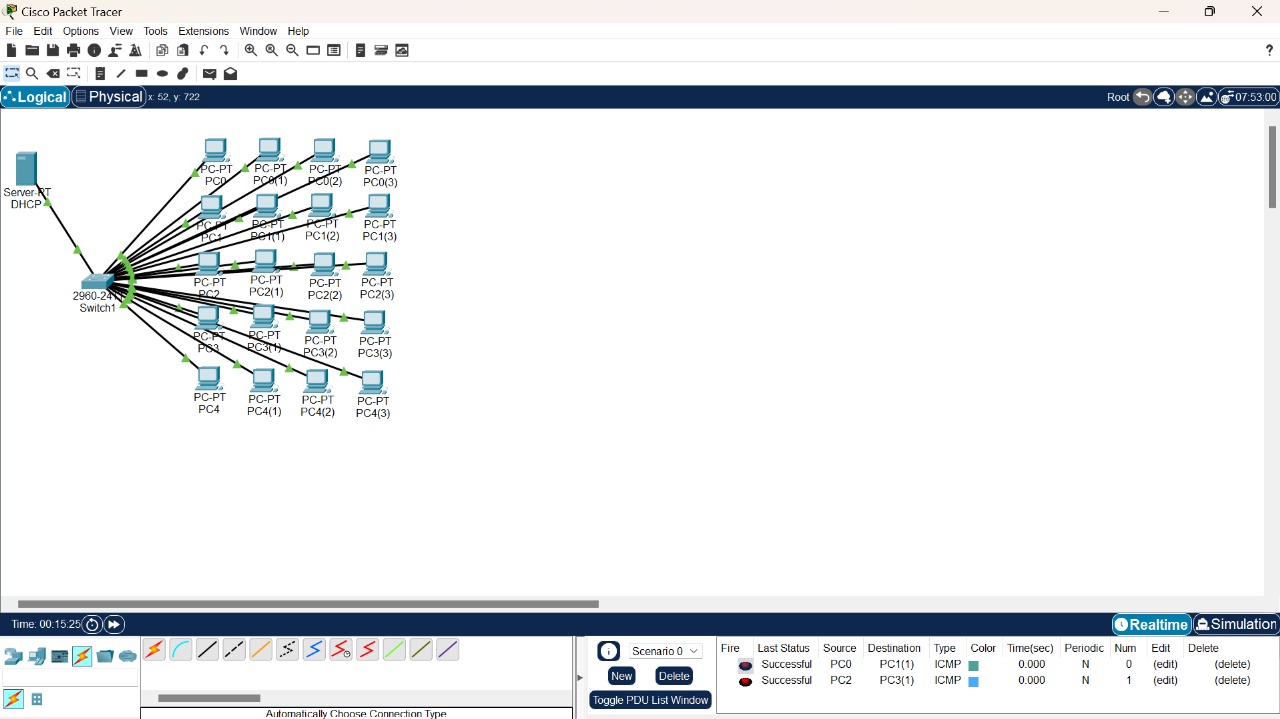 Cisco Packet Tracer
File Edit Options View Tools Extensions Window Help
?
Logical Physical x: 52, y: 722 Root 07:53:00
PC-PT PC-PT PC-PT PC-PT
PC0 PC0(1) PC0(2) PC0(3)
Server-PT
DHCP
PC-PT PC-PT PC-PT PC-PT
PC1 PC1(1) PC1(2) PC1(3)
PC-PT PC-PT PC-PT PC-PT
PC2 PC2(1) PC2(2) PC2(3)
2960-24TT
Switch1
PC-PT PC-PT PC-PT PC-PT
PC3 PC3(1) PC3(2) PC3(3)
PC-PT PC-PT PC-PT PC-PT
PC4 PC4(1) PC4(2) PC4(3)
Time: 00:15:25 Realtime Simulation
Scenario 0
New Delete
Toggle PDU List Window
Fire Last Status Source Destination Type Color Time(sec) Periodic Num Edit Delete
Successful PC0 PC1(1) ICMP 0.000 N 0 (edit) (delete)
Successful PC2 PC3(1) ICMP 0.000 N 1 (edit) (delete)
Automatically Choose Connection Type